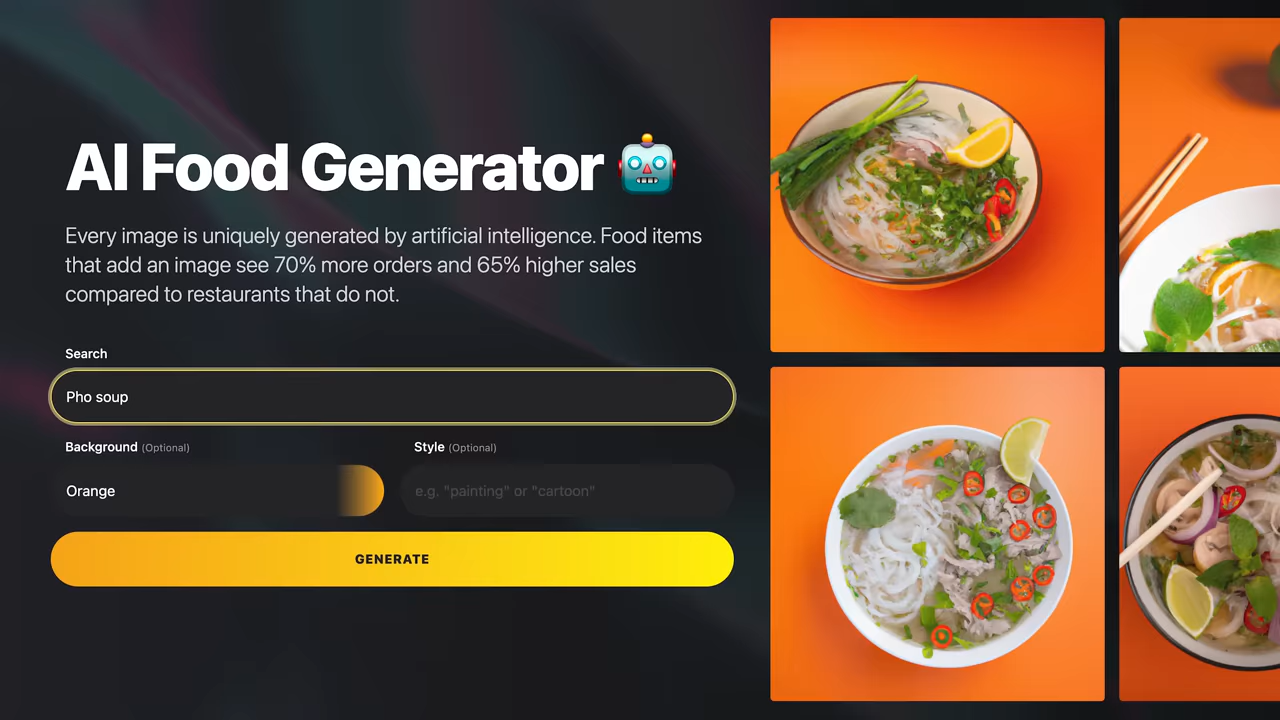 AI Food Generator 🤖
Every image is uniquely generated by artificial intelligence. Food items
that add an image see 70% more orders and 65% higher sales
compared to restaurants that do not.
Search
Pho soup
Background (Optional)
Style (Optional)
Orange
e.g. "painting" or "cartoon"
GENERATE